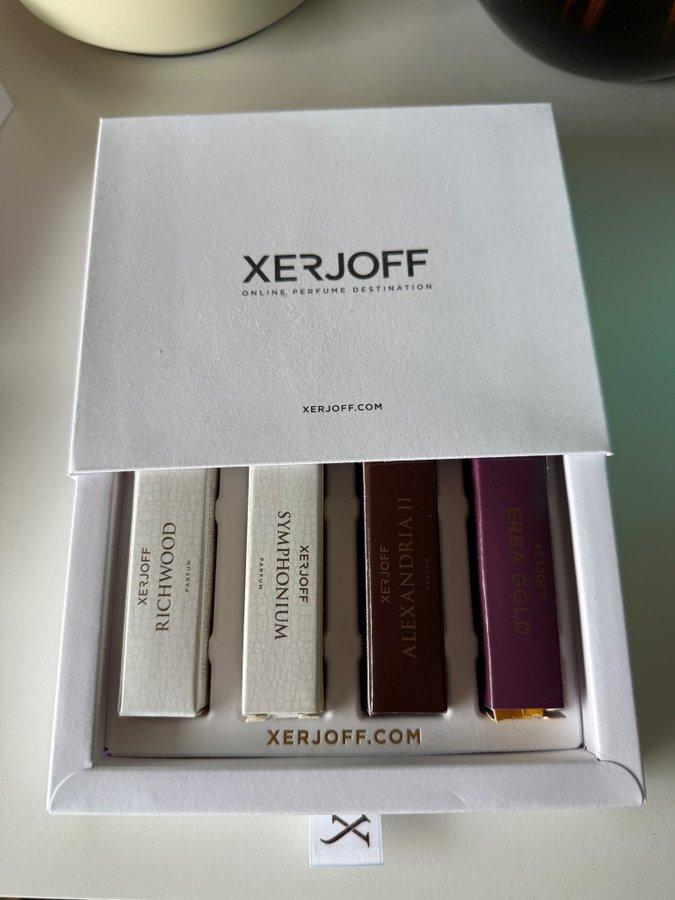 XERJOFF
ONLINE PERFUME DESTINATION
XERJOFF.COM
XERJOFF
RICHWOOD
PARFUM
XERJOFF
SYMPHONIUM
PARFUM
XERJOFF
ALEXANDRIA II
PARFUM
XERJOFF
ERBA GOLD
XERJOFF.COM
X